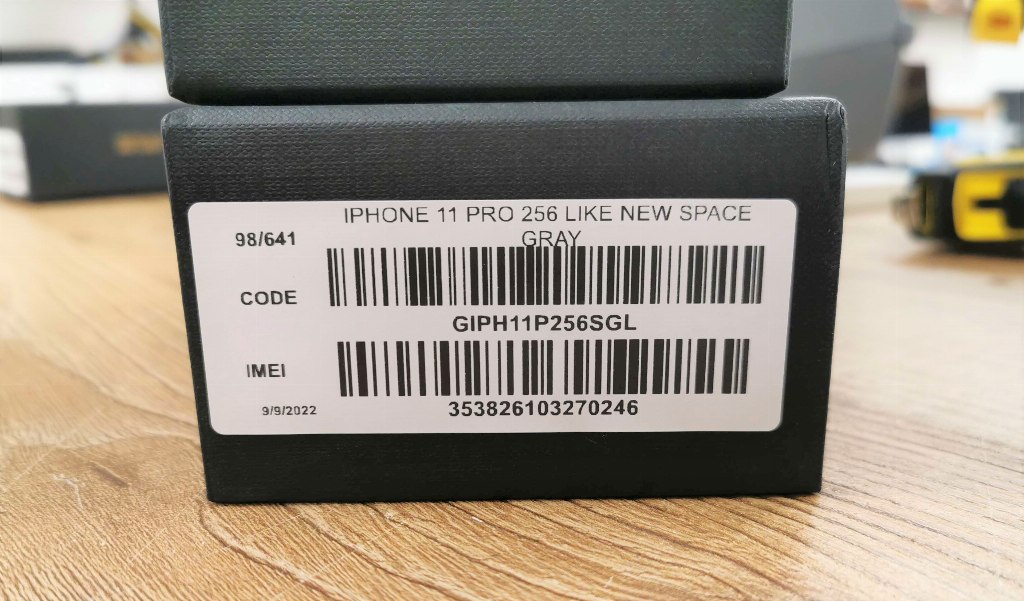 IPHONE 11 PRO 256 LIKE NEW SPACE
GRAY
98/641
CODE
GIPH11P256SGL
IMEI
353826103270246
9/9/2022